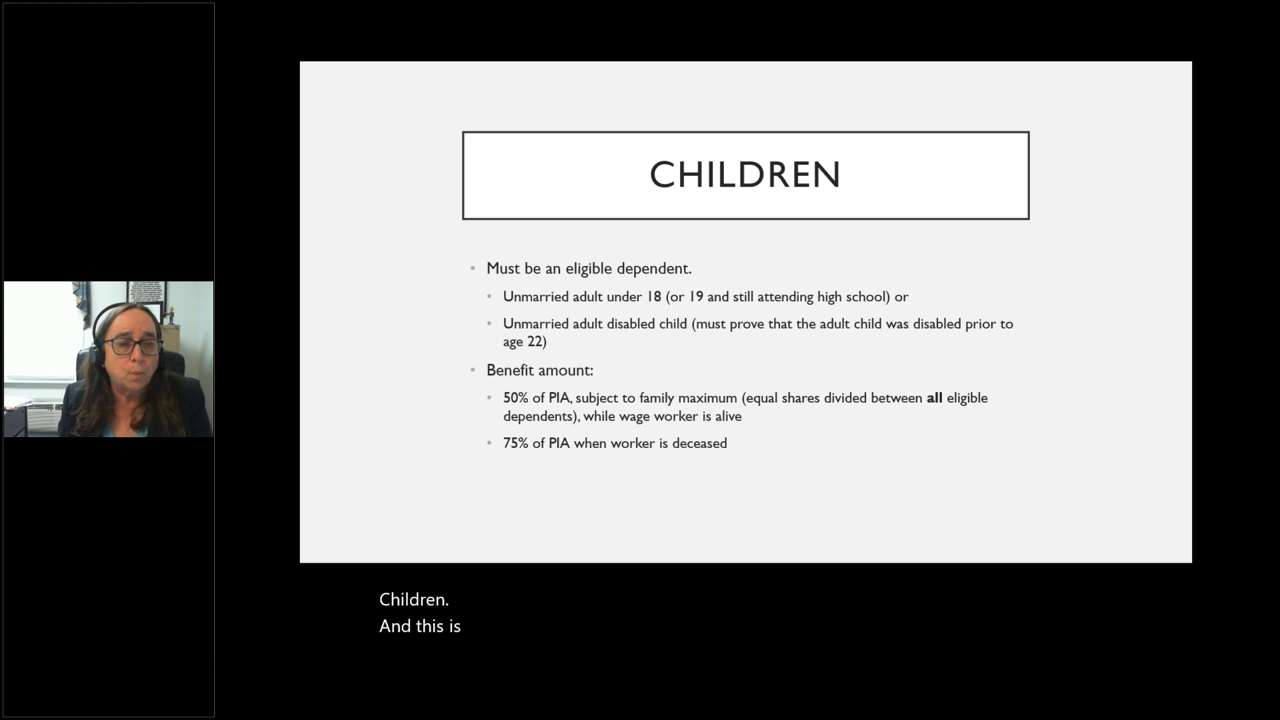 CHILDREN
• Must be an eligible dependent.
• Unmarried adult under 18 (or 19 and still attending high school) or
• Unmarried adult disabled child (must prove that the adult child was disabled prior to
age 22)
• Benefit amount:
• 50% of PIA, subject to family maximum (equal shares divided between all eligible
dependents), while wage worker is alive
• 75% of PIA when worker is deceased
Children.
And this is